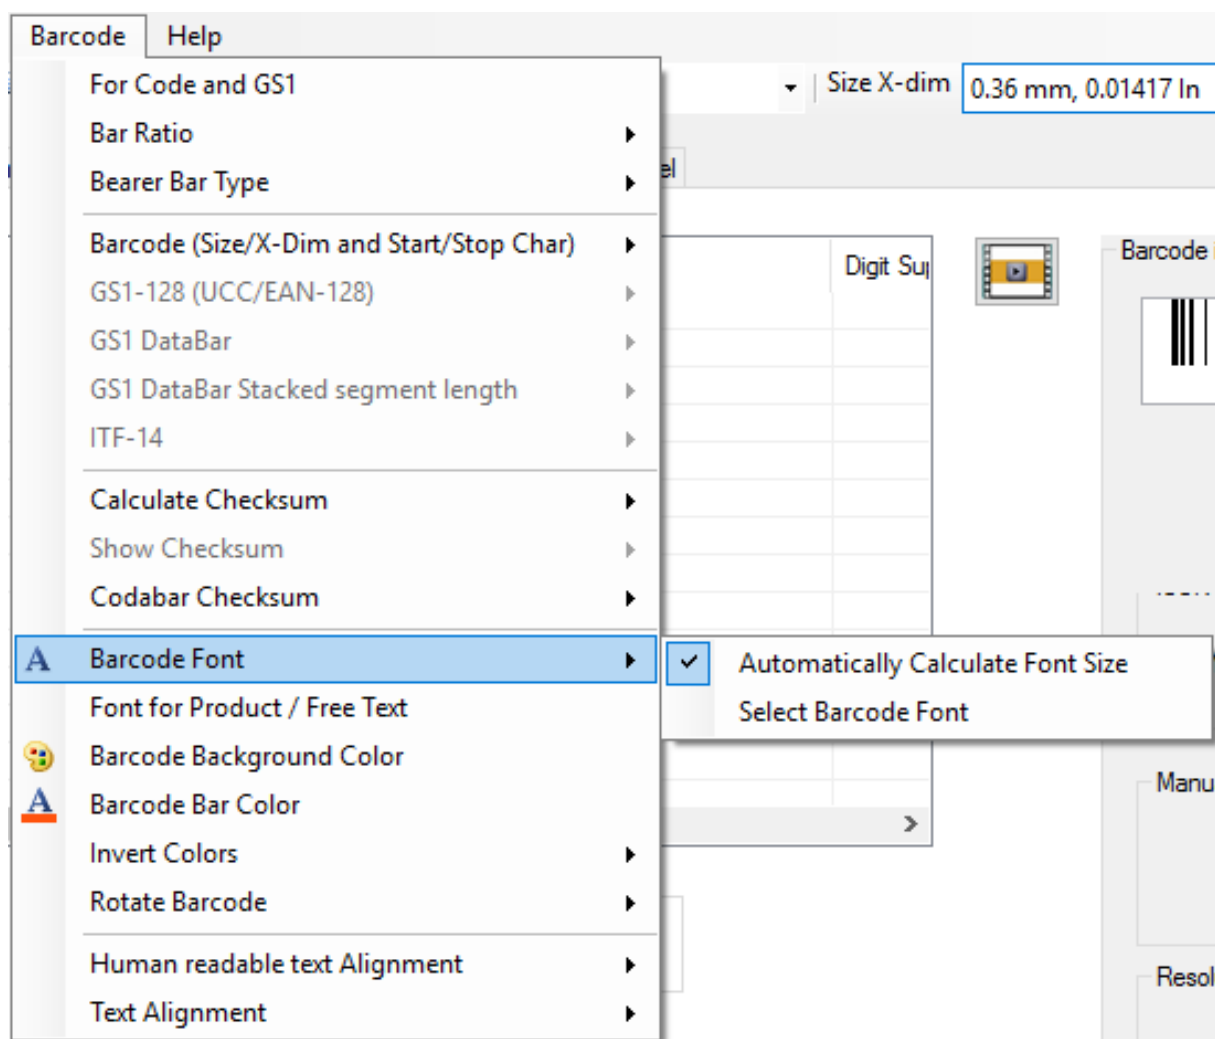 Barcode Help
For Code and GS1
Size X-dim 0.36 mm, 0.01417 In
Bar Ratio
Bearer Bar Type
Barcode (Size/X-Dim and Start/Stop Char)
Digit
Barcode
GS1-128 (UCC/EAN-128)
GS1 DataBar
GS1 DataBar Stacked segment length
ITF-14
Calculate Checksum
Show Checksum
Codabar Checksum
Barcode Font
Automatically Calculate Font Size
Font for Product / Free Text
Select Barcode Font
Barcode Background Color
Barcode Bar Color
Invert Colors
Rotate Barcode
Human readable text Alignment
Text Alignment